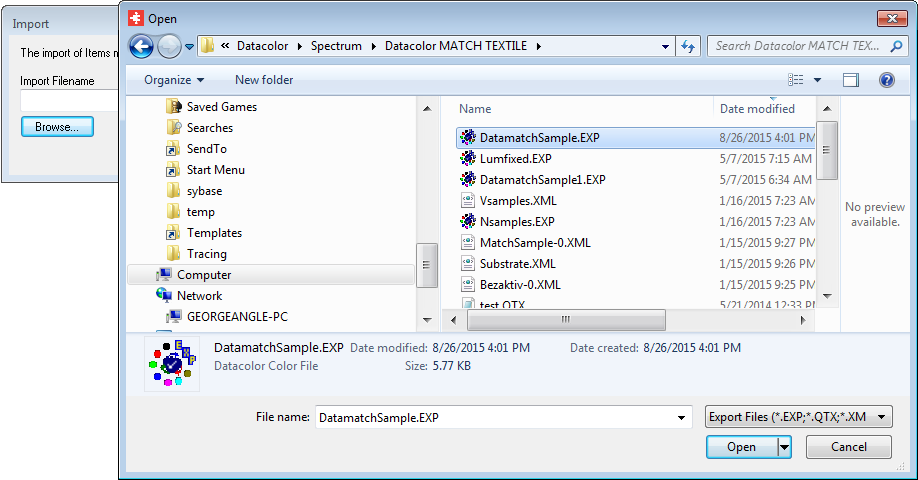 Import
The import of Items n
Import Filename
Browse...
Open
« Datacolor Spectrum Datacolor MATCH TEXTILE
Search Datacolor MATCH TEX...
Organize New folder
Saved Games
Searches
SendTo
Start Menu
sybase
temp
Templates
Tracing
Computer
Network
GEORGEANGLE-PC
Name Date modified
DatamatchSample.EXP 8/26/2015 4:01 PM
Lumfixed.EXP 5/7/2015 7:15 AM
DatamatchSample1.EXP 5/7/2015 6:34 AM
Vsamples.XML 1/16/2015 7:23 AM
Nsamples.EXP 1/16/2015 7:23 AM
MatchSample-0.XML 1/15/2015 9:27 PM
Substrate.XML 1/15/2015 9:26 PM
Bezaktiv-0.XML 1/15/2015 9:25 PM
test.QTX 5/21/2014 12:33 PM
No preview
available.
EXP
DatamatchSample.EXP Date modified: 8/26/2015 4:01 PM Date created: 8/26/2015 4:01 PM
Datacolor Color File Size: 5.77 KB
File name: DatamatchSample.EXP Export Files (*.EXP;*.QTX;*.XM
Open Cancel